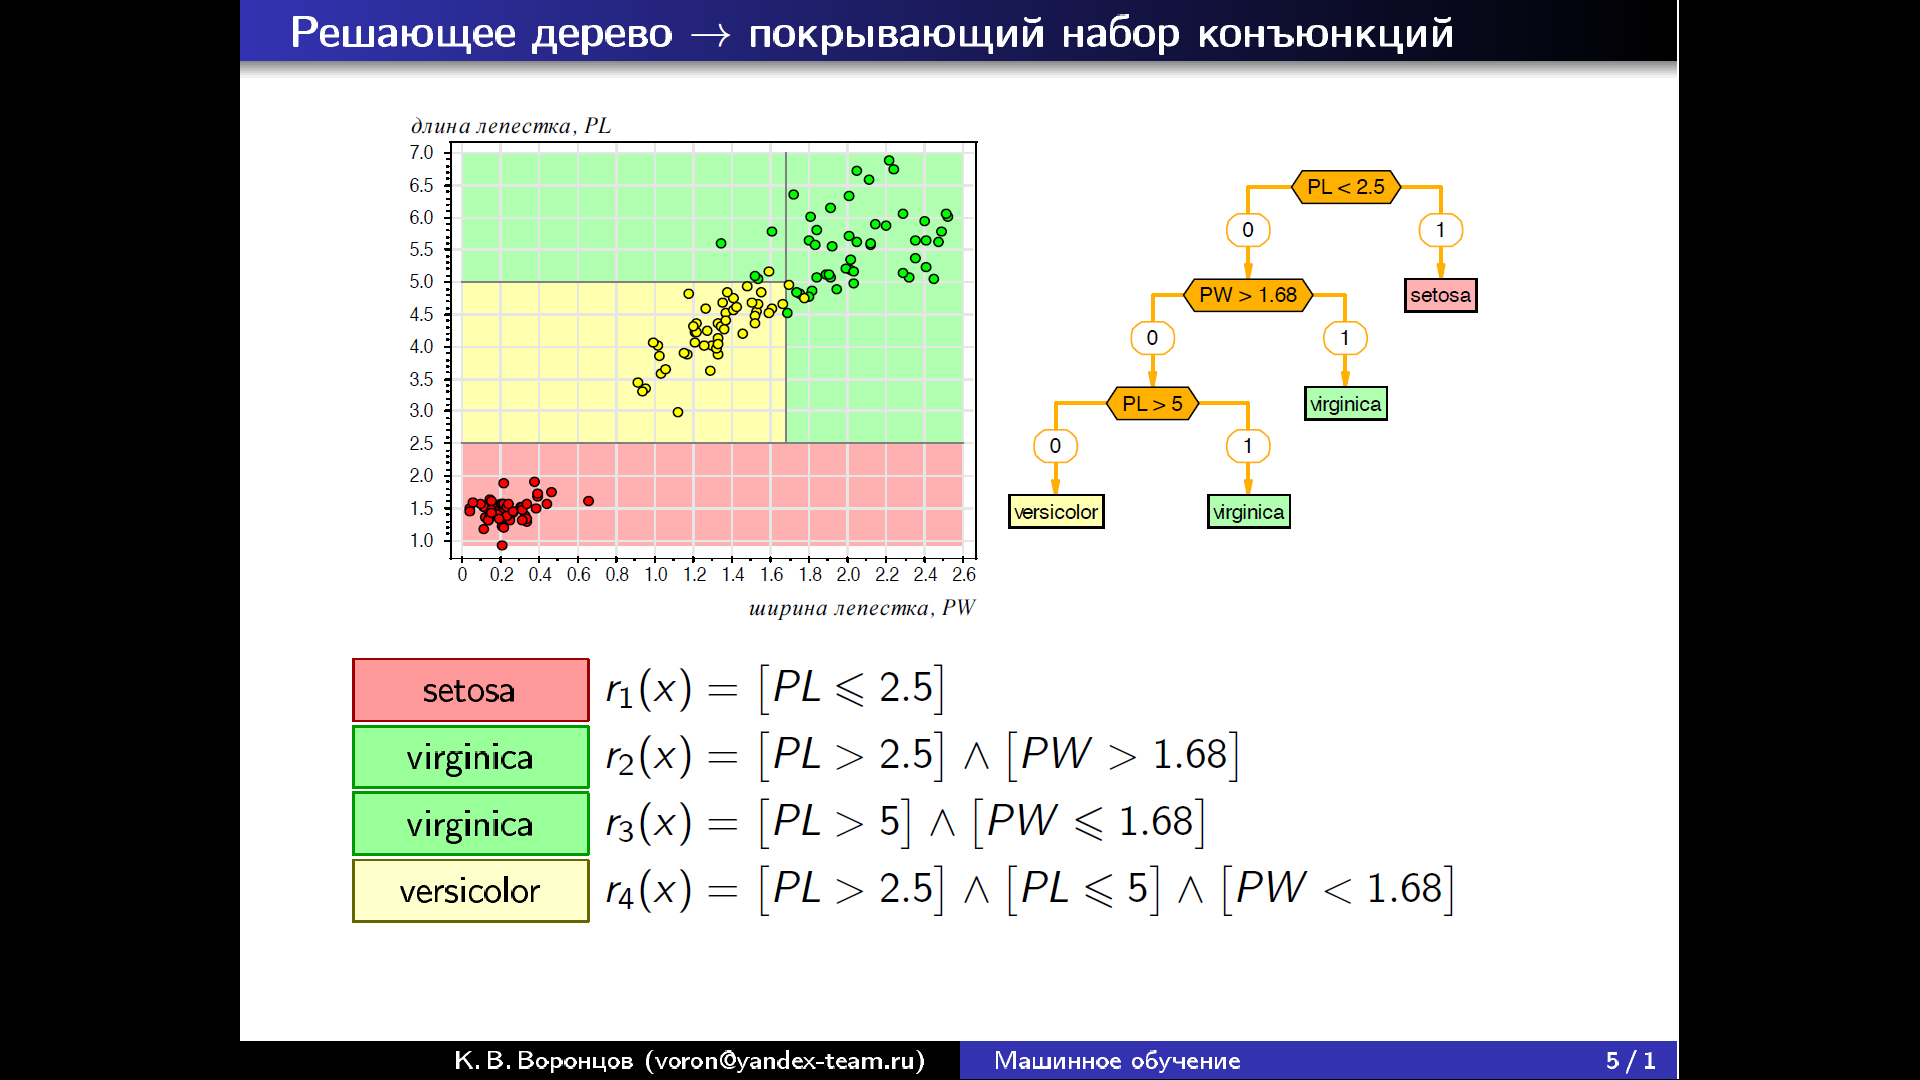 Решающее дерево → покрывающий набор конъюнкций
длина лепестка, PL
7.0
6.5
6.0
5.5
5.0
4.5
4.0
3.5
3.0
2.5
2.0
1.5
1.0
0 0.2 0.4 0.6 0.8 1.0 1.2 1.4 1.6 1.8 2.0 2.2 2.4 2.6
ширина лепестка, PW
PL < 2.5
0 1
PW > 1.68 setosa
0 1
PL > 5 virginica
0 1
versicolor virginica
setosa r₁(x) = [PL ⩽ 2.5]
virginica r₂(x) = [PL > 2.5] ∧ [PW > 1.68]
virginica r₃(x) = [PL > 5] ∧ [PW ⩽ 1.68]
versicolor r₄(x) = [PL > 2.5] ∧ [PL ⩽ 5] ∧ [PW < 1.68]
К. В. Воронцов (voron@yandex-team.ru) Машинное обучение 5 / 1